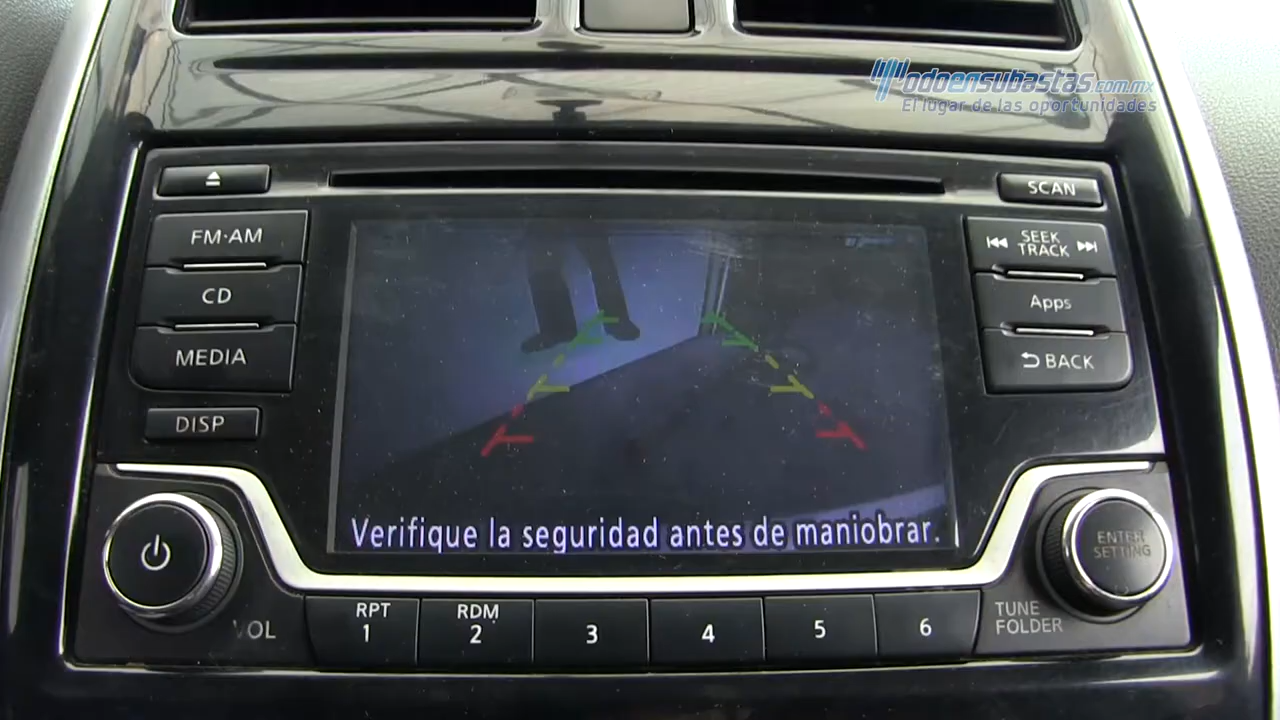 Todoensubastas.com.mx
El lugar de las oportunidades
SCAN
FM·AM
SEEK
TRACK
CD
Apps
MEDIA
BACK
DISP
Verifique la seguridad antes de maniobrar.
ENTER
SETTING
VOL
RPT
1
RDM
2
3
4
5
6
TUNE
FOLDER